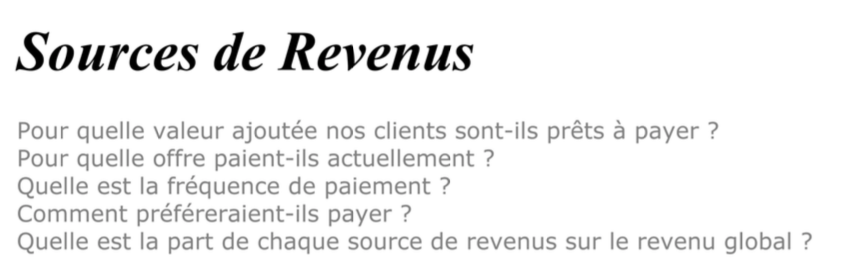 Sources de Revenus
Pour quelle valeur ajoutée nos clients sont-ils prêts à payer ?
Pour quelle offre paient-ils actuellement ?
Quelle est la fréquence de paiement ?
Comment préféreraient-ils payer ?
Quelle est la part de chaque source de revenus sur le revenu global ?